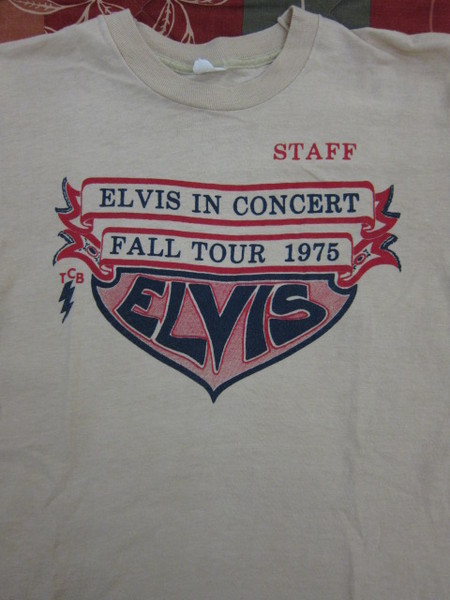 STAFF
ELVIS IN CONCERT
FALL TOUR 1975
TCB
ELVIS